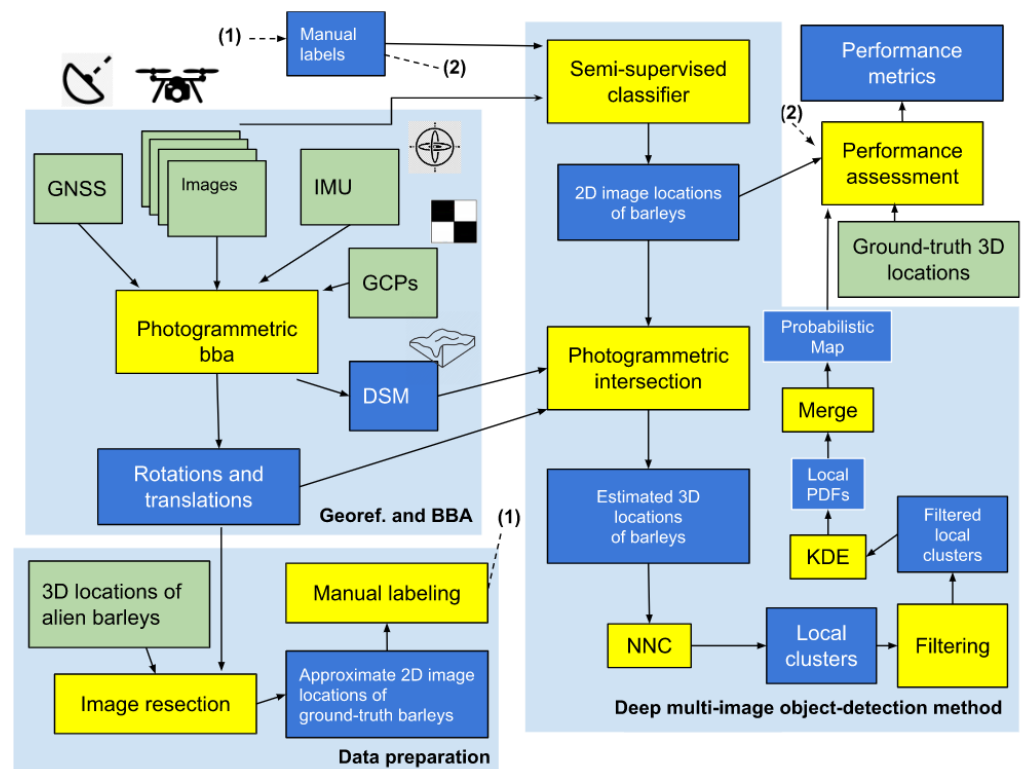 (1)
Manual
labels
(2)
Semi-supervised
classifier
Performance
metrics
(2)
Performance
assessment
GNSS
Images
IMU
2D image locations
of barleys
Ground-truth 3D
locations
GCPs
Photogrammetric
bba
DSM
Photogrammetric
intersection
Probabilistic
Map
Merge
Rotations and
translations
Georef. and BBA
Estimated 3D
locations
of barleys
Local
PDFs
KDE
Filtered
local
clusters
(1)
3D locations of
alien barleys
Manual labeling
Image resection
Approximate 2D image
locations of
ground-truth barleys
Data preparation
NNC
Local
clusters
Filtering
Deep multi-image object-detection method